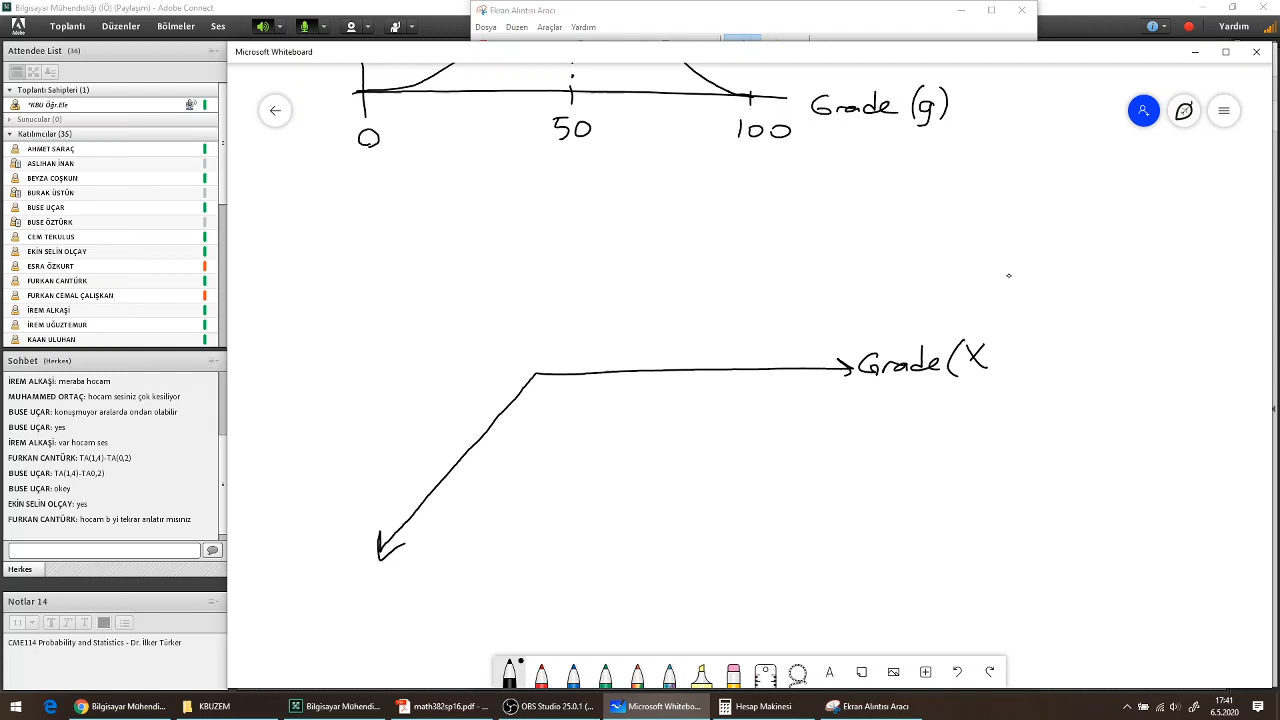 Bilgisayar Mühendisliği (İÖ) (Paylaşım) - Adobe Connect
Adobe
Toplantı Düzenler Bölmeler Ses
Yardım
Ekran Alıntısı Aracı
Dosya Düzen Araçlar Yardım
Attendee List (36)
Toplantı Sahipleri (1)
*KBU Öğr.Ele
Sunucular (0)
Katılımcılar (35)
AHMET SARAÇ
ASLIHAN İNAN
BEYZA COŞKUN
BURAK ÜSTÜN
BUSE UÇAR
BUSE ÖZTÜRK
CEM TEKULUS
EKİN SELİN OLÇAY
ESRA ÖZKURT
FURKAN CANTÜRK
FURKAN CEMAL ÇALIŞKAN
İREM ALKAŞİ
İREM UĞUZTEMUR
KAAN ULUHAN
Sohbet (Herkes)
İREM ALKAŞİ: meraba hocam
MUHAMMED ORTAÇ: hocam sesiniz çok kesiliyor
BUSE UÇAR: konuşmuyor aralarda ondan olabilir
BUSE UÇAR: yes
İREM ALKAŞİ: var hocam ses
FURKAN CANTÜRK: TA(1,4)-TA(0,2)
BUSE UÇAR: TA(1,4)-TA0,2)
BUSE UÇAR: okey
EKİN SELİN OLÇAY: yes
FURKAN CANTÜRK: hocam b yi tekrar anlatır mısınız
Herkes
Notlar 14
11
CME114 Probability and Statistics - Dr. İlker Türker
Microsoft Whiteboard
Grade (g)
0
50
100
Grade (X
A
Bilgisayar Mühendisl...
KBUZEM
Bilgisayar Mühendisl...
math382sp16.pdf - ...
OBS Studio 25.0.1 (...
Microsoft Whitebo...
Hesap Makinesi
Ekran Alıntısı Aracı
17:41
6.5.2020